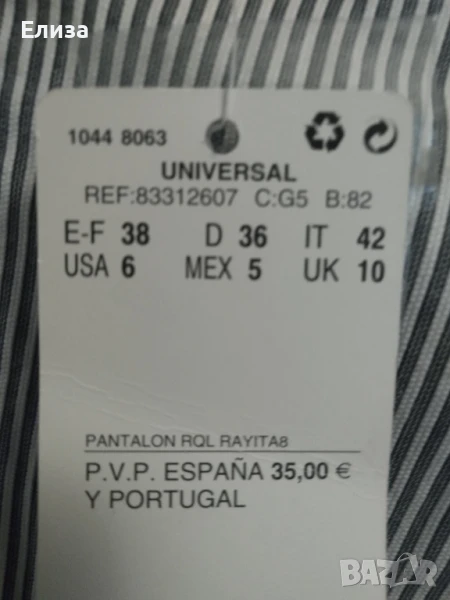 Елиза
1044 8063
UNIVERSAL
REF:83312607 C:G5 B:82
E-F 38 D 36 IT 42
USA 6 MEX 5 UK 10
PANTALON RQL RAYITA8
P.V.P. ESPAÑA 35,00 €
Y PORTUGAL
BAZAR